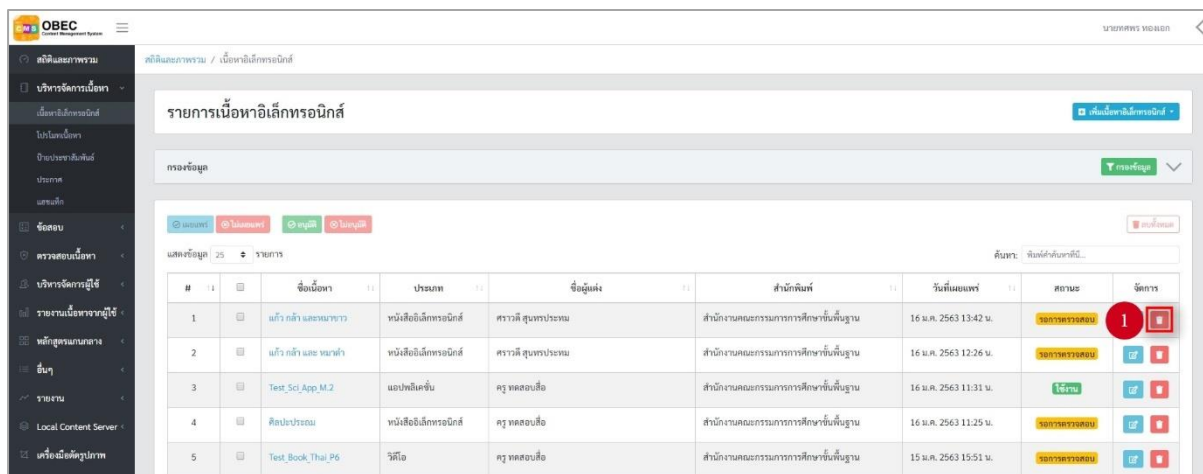 CMS OBEC
Content Management System
นายทศพร ทองเอก
สถิติและภาพรวม
บริหารจัดการเนื้อหา
เนื้อหาอิเล็กทรอนิกส์
โปรโมทเนื้อหา
ป้ายประชาสัมพันธ์
ประกาศ
แฮชแท็ก
ข้อสอบ
ตรวจสอบเนื้อหา
บริหารจัดการผู้ใช้
รายงานเนื้อหาจากผู้ใช้
หลักสูตรแกนกลาง
อื่นๆ
รายงาน
Local Content Server
เครื่องมือตัดรูปภาพ
สถิติและภาพรวม / เนื้อหาอิเล็กทรอนิกส์
รายการเนื้อหาอิเล็กทรอนิกส์
เพิ่มเนื้อหาอิเล็กทรอนิกส์
กรองข้อมูล
กรองข้อมูล
เผยแพร่ ไม่เผยแพร่ อนุมัติ ไม่อนุมัติ ลบทั้งหมด
แสดงข้อมูล 25 รายการ ค้นหา: พิมพ์คำค้นหาที่นี่...
# ชื่อเนื้อหา ประเภท ชื่อผู้แต่ง สำนักพิมพ์ วันที่เผยแพร่ สถานะ จัดการ
1 แก้ว กล้า และหมาขาว หนังสืออิเล็กทรอนิกส์ ศราวดี สุนทรประทม สำนักงานคณะกรรมการการศึกษาขั้นพื้นฐาน 16 ม.ค. 2563 13:42 น. รอการตรวจสอบ 1
2 แก้ว กล้า และ หมาดำ หนังสืออิเล็กทรอนิกส์ ศราวดี สุนทรประทม สำนักงานคณะกรรมการการศึกษาขั้นพื้นฐาน 16 ม.ค. 2563 12:26 น. รอการตรวจสอบ
3 Test_Sci_App_M.2 แอปพลิเคชั่น ครู ทดสอบสื่อ สำนักงานคณะกรรมการการศึกษาขั้นพื้นฐาน 16 ม.ค. 2563 11:31 น. ใช้งาน
4 ศิลปะประถม หนังสืออิเล็กทรอนิกส์ ครู ทดสอบสื่อ สำนักงานคณะกรรมการการศึกษาขั้นพื้นฐาน 16 ม.ค. 2563 11:25 น. รอการตรวจสอบ
5 Test_Book_Thai_P6 วิดีโอ ครู ทดสอบสื่อ สำนักงานคณะกรรมการการศึกษาขั้นพื้นฐาน 15 ม.ค. 2563 15:51 น. รอการตรวจสอบ